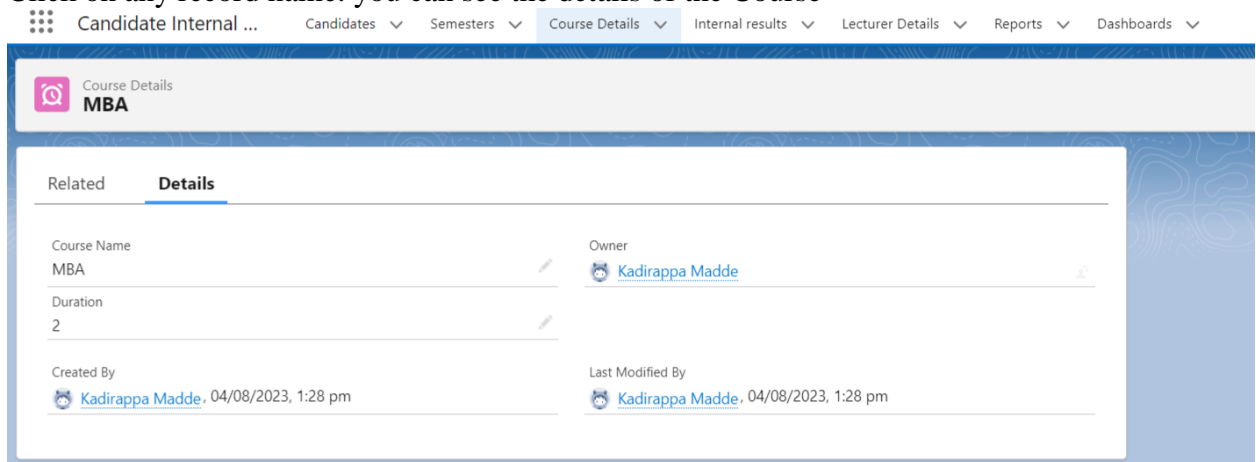 Click on any record name. you can see the details of the Course
Candidate Internal ... Candidates Semesters Course Details Internal results Lecturer Details Reports Dashboards
Course Details
MBA
Related Details
Course Name Owner
MBA Kadirappa Madde
Duration
2
Created By Last Modified By
Kadirappa Madde, 04/08/2023, 1:28 pm Kadirappa Madde, 04/08/2023, 1:28 pm